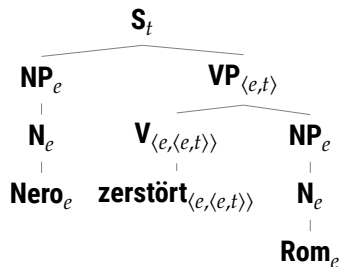 S_t
NP_e VP_⟨e,t⟩
N_e V_⟨e,⟨e,t⟩⟩ NP_e
Nero_e zerstört_⟨e,⟨e,t⟩⟩ N_e
Rom_e